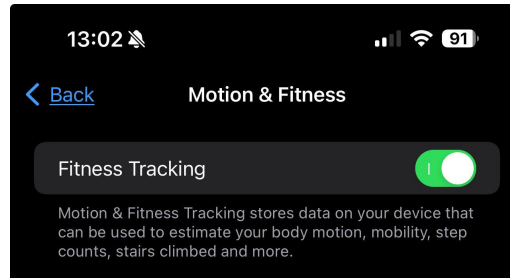 13:02 91
Back Motion & Fitness
Fitness Tracking
Motion & Fitness Tracking stores data on your device that
can be used to estimate your body motion, mobility, step
counts, stairs climbed and more.